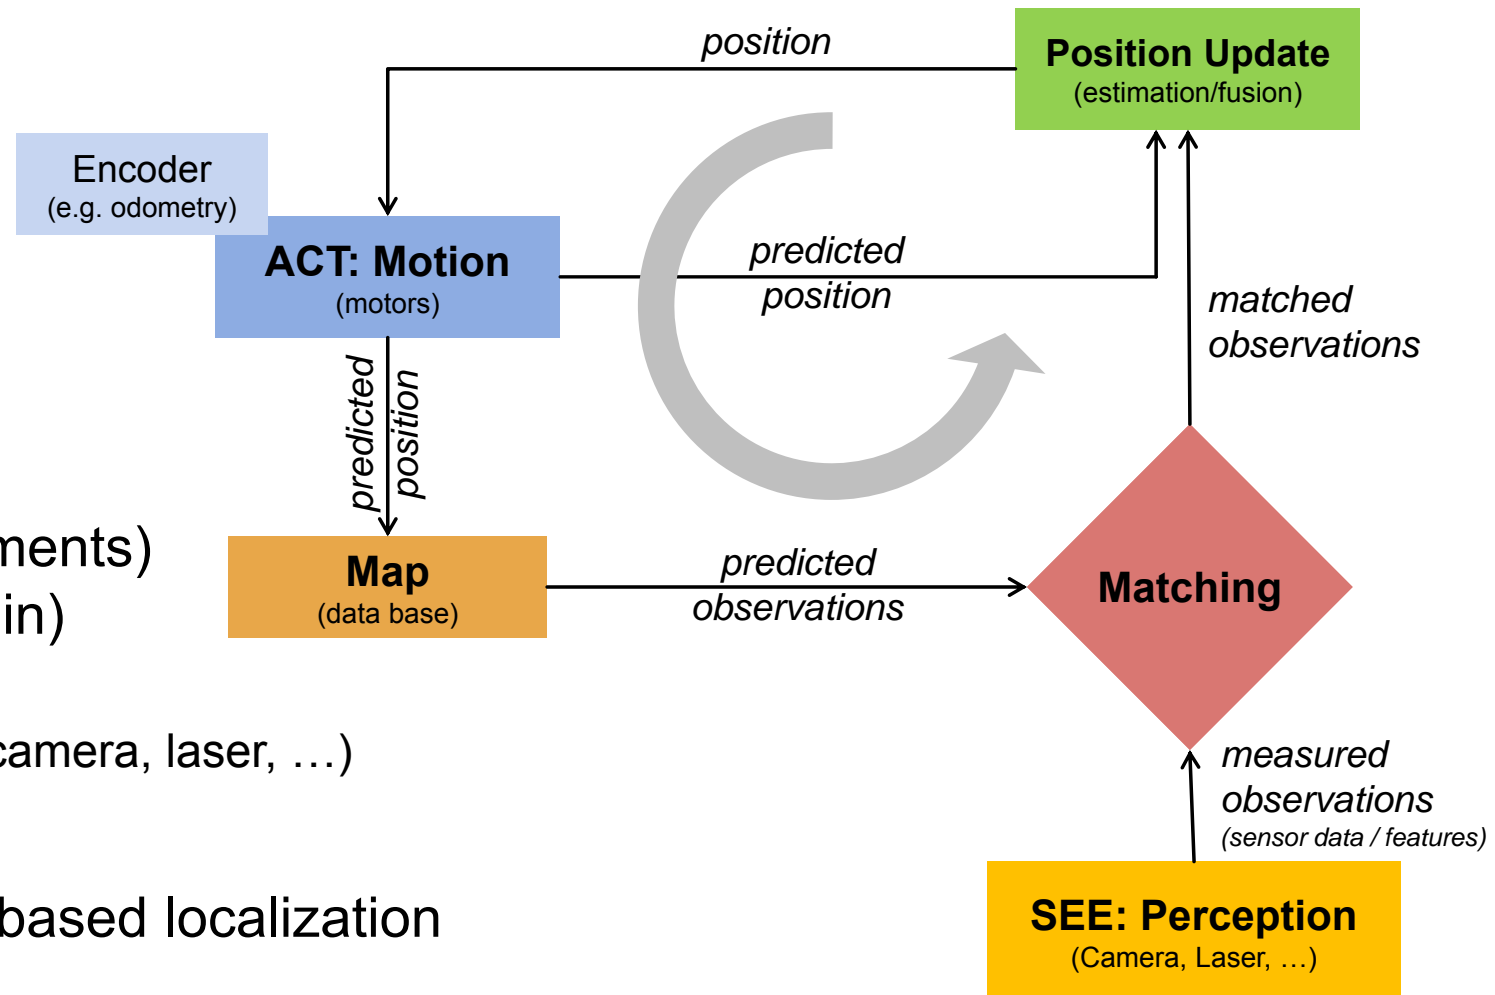 position
Position Update
(estimation/fusion)
Encoder
(e.g. odometry)
ACT: Motion
(motors)
predicted
position
matched
observations
predicted
position
ments)
in)
Map
(data base)
predicted
observations
Matching
camera, laser, …)
measured
observations
(sensor data / features)
based localization
SEE: Perception
(Camera, Laser, …)